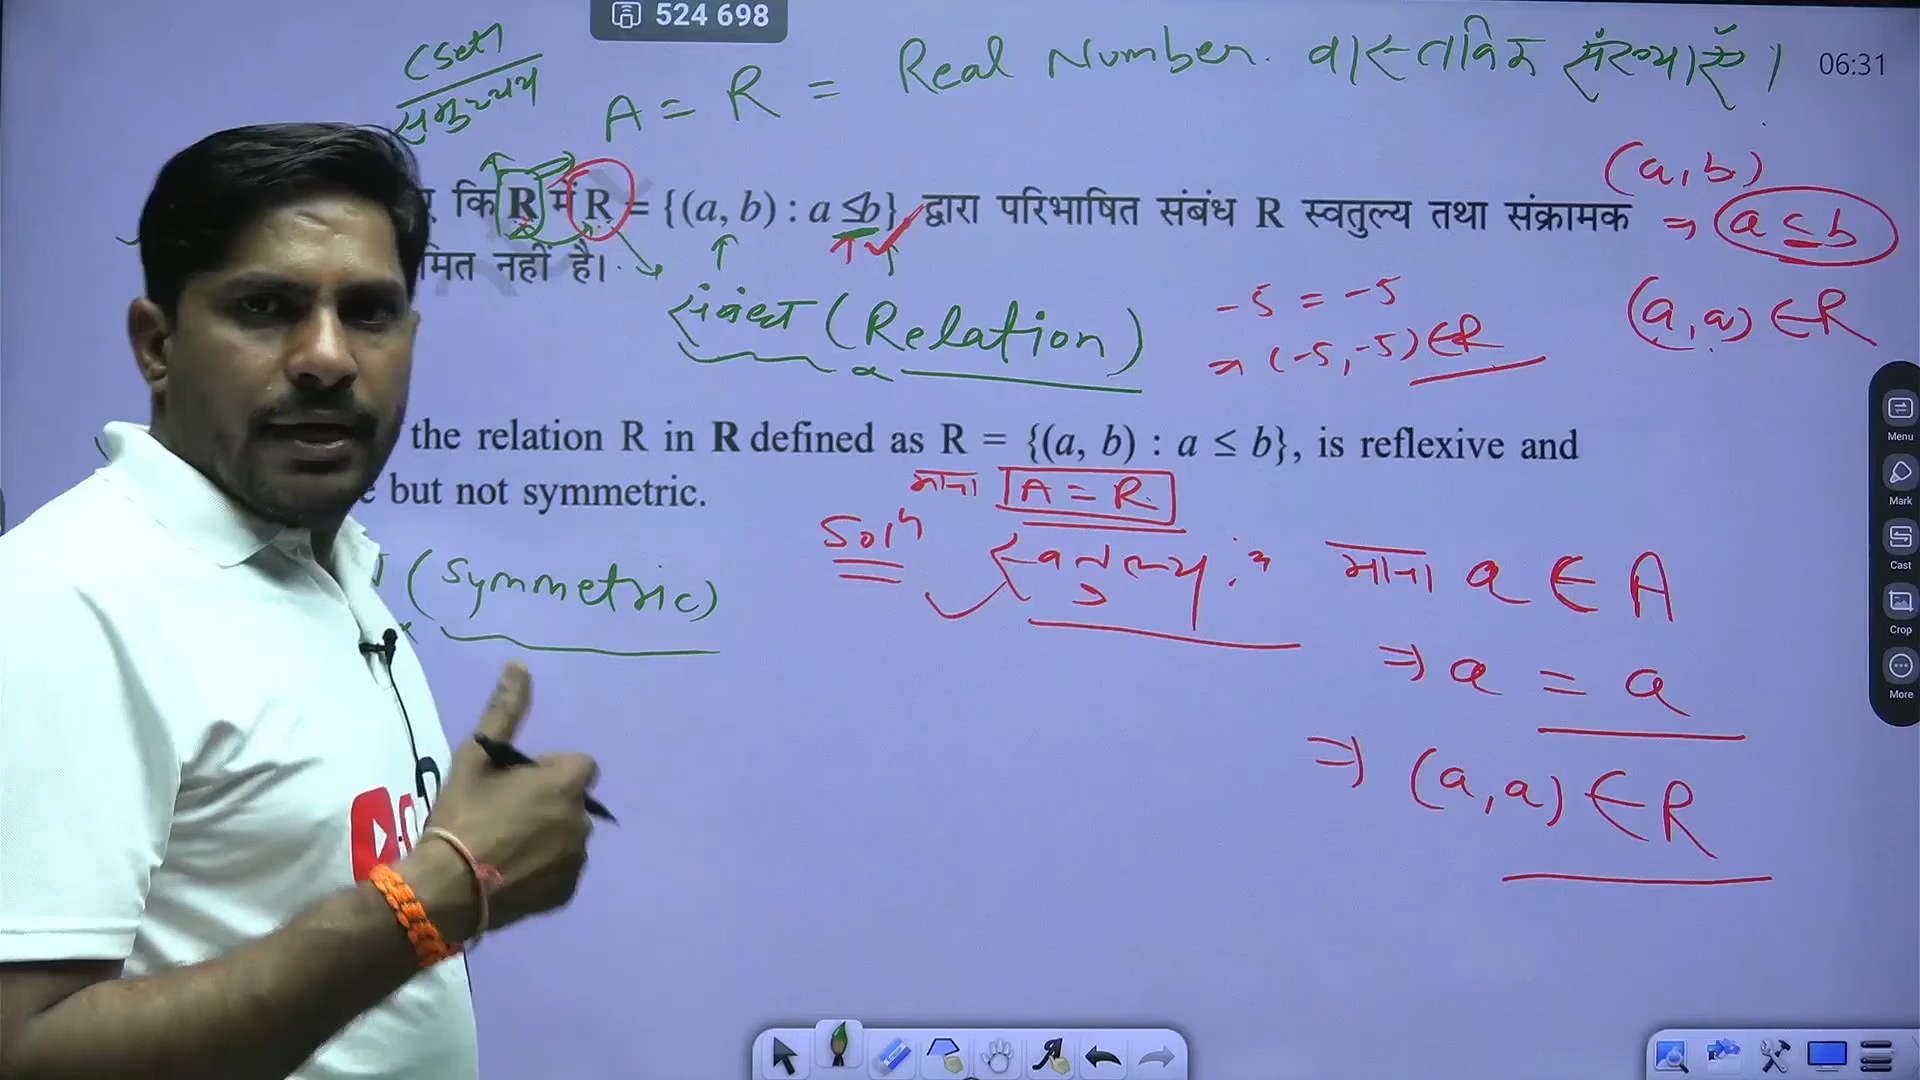 524 698
(Set)
समुच्चय
A = R = Real Number. वास्तविक संख्याएँ।
06:31
(a, b)
कि R में R = {(a, b) : a ≤ b}, द्वारा परिभाषित संबंध R स्वतुल्य तथा संक्रामक
⇒ a ≤ b
मित नहीं है।
संबंध (Relation)
-5 = -5
⇒ (-5, -5) ∈ R
(a, a) ∈ R
the relation R in R defined as R = {(a, b) : a ≤ b}, is reflexive and
but not symmetric.
माना A = R
Solⁿ
(Symmetric)
स्वतुल्य :→ माना a ∈ A
⇒ a = a
⇒ (a, a) ∈ R
Menu
Mark
Cast
Crop
More